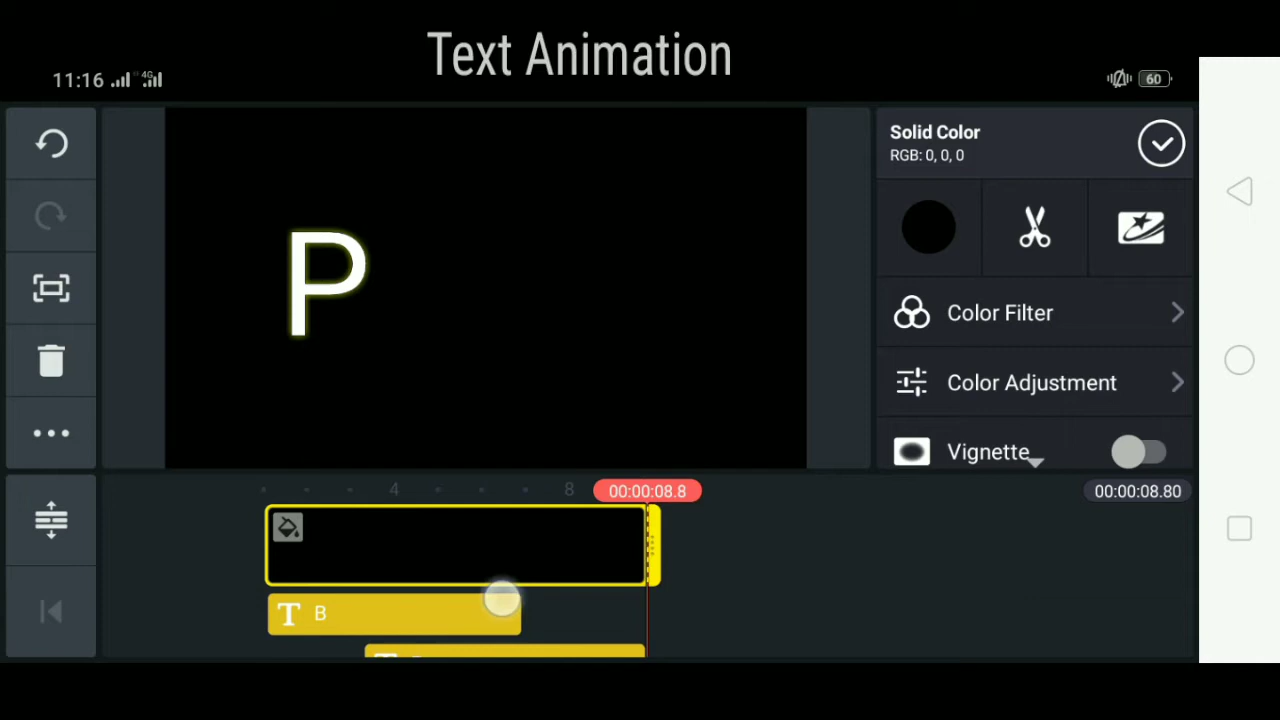 Text Animation
11:16
4G
60
Solid Color
RGB: 0, 0, 0
P
Color Filter
Color Adjustment
Vignette
4
8
00:00:08.8
00:00:08.80
T B